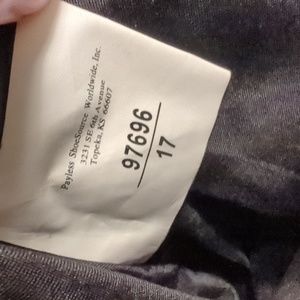 Payless ShoeSource Worldwide, Inc.
3231 SE 6th Avenue
Topeka, KS 66607
97696
17